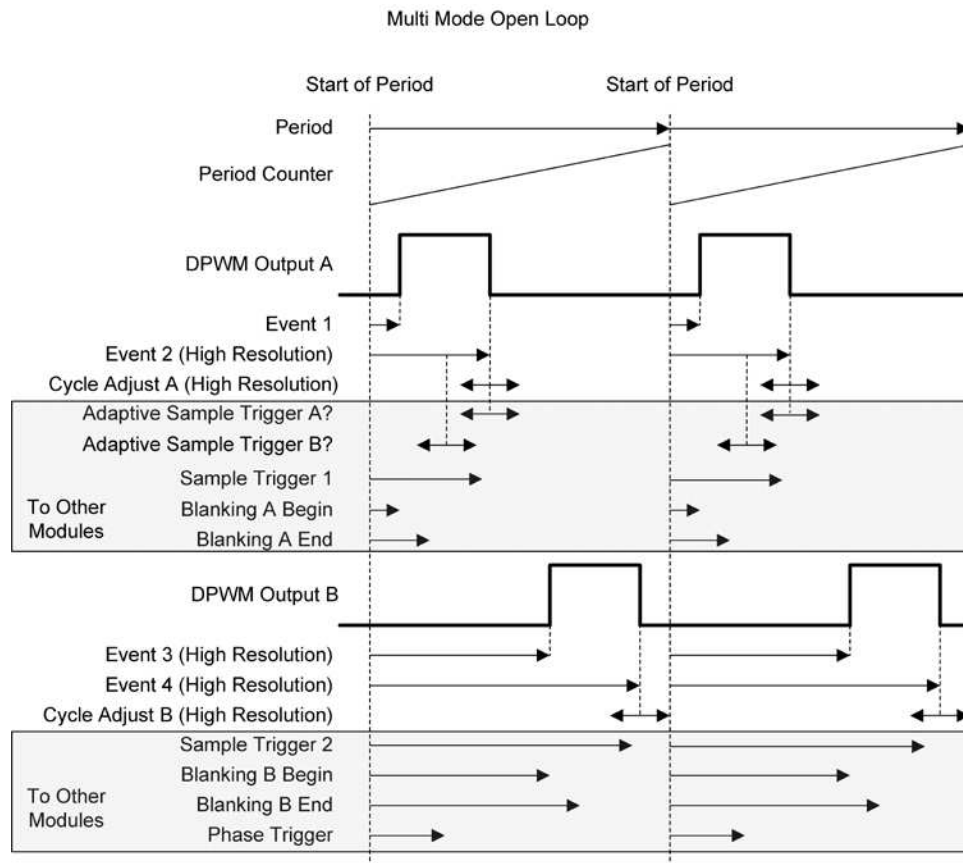 Multi Mode Open Loop
Start of Period
Start of Period
Period
Period Counter
DPWM Output A
Event 1
Event 2 (High Resolution)
Cycle Adjust A (High Resolution)
Adaptive Sample Trigger A?
Adaptive Sample Trigger B?
Sample Trigger 1
To Other
Modules
Blanking A Begin
Blanking A End
DPWM Output B
Event 3 (High Resolution)
Event 4 (High Resolution)
Cycle Adjust B (High Resolution)
Sample Trigger 2
Blanking B Begin
To Other
Modules
Blanking B End
Phase Trigger